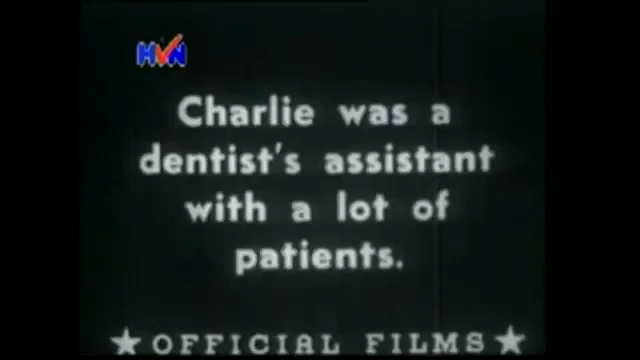 HVN
Charlie was a
dentist's assistant
with a lot of
patients.
★ OFFICIAL FILMS ★